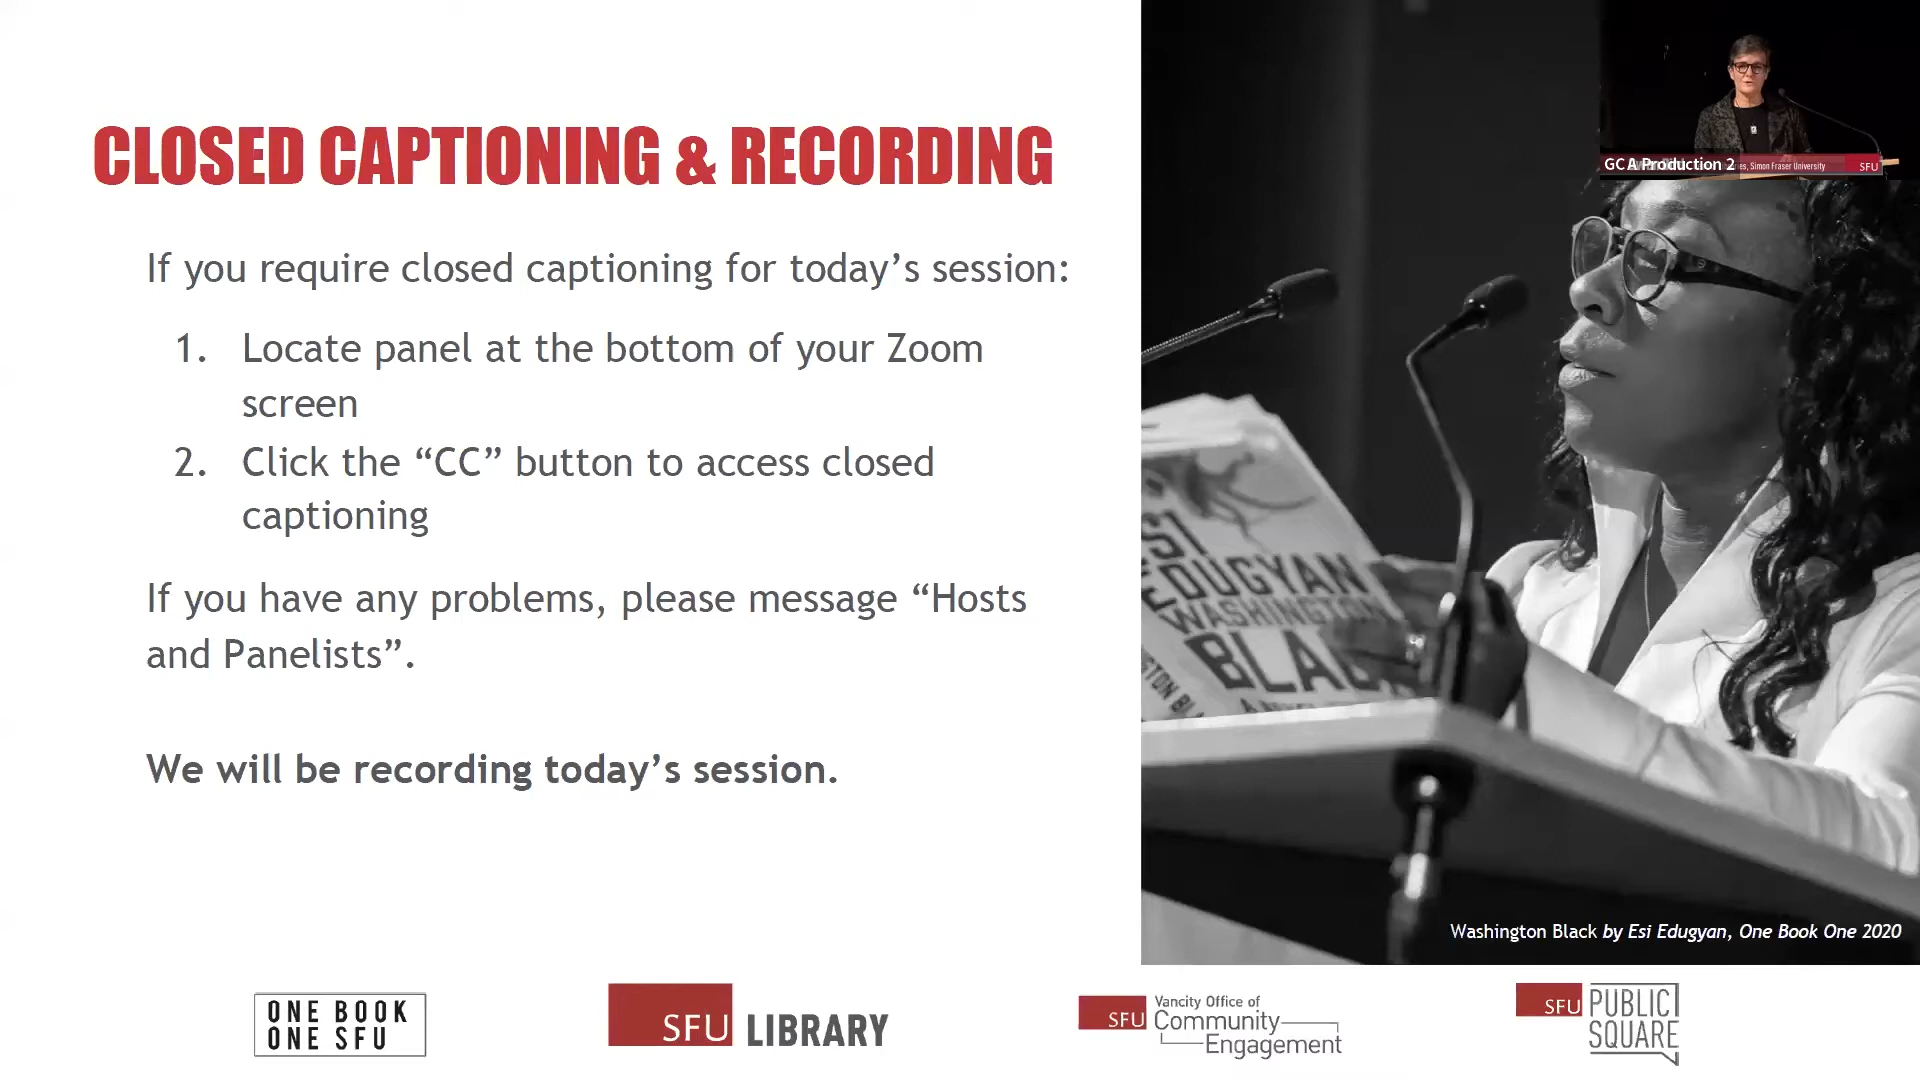 CLOSED CAPTIONING & RECORDING
If you require closed captioning for today’s session:
1. Locate panel at the bottom of your Zoom
screen
2. Click the “CC” button to access closed
captioning
If you have any problems, please message “Hosts
and Panelists”.
We will be recording today’s session.
GCA Production 2
Simon Fraser University
SFU
EDUGYAN
WASHINGTON
Washington Black by Esi Edugyan, One Book One 2020
ONE BOOK
ONE SFU
SFU LIBRARY
SFU
Vancity Office of
Community
Engagement
SFU
PUBLIC
SQUARE